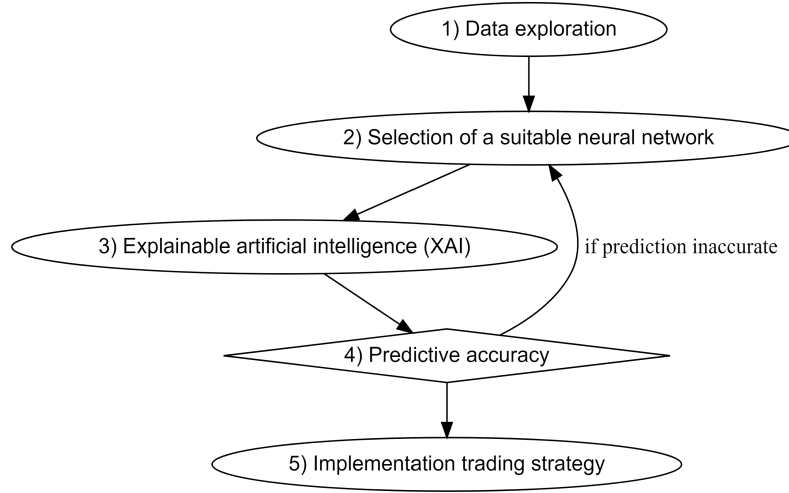 1) Data exploration
2) Selection of a suitable neural network
3) Explainable artificial intelligence (XAI)
if prediction inaccurate
4) Predictive accuracy
5) Implementation trading strategy